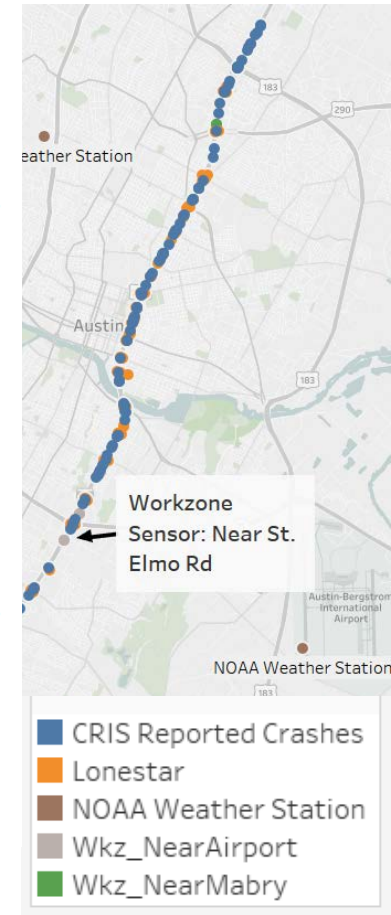 183
290
eather Station
Austin
183
Workzone
Sensor: Near St.
Elmo Rd
Austin-Bergstrom
International
Airport
NOAA Weather Station
183
CRIS Reported Crashes
Lonestar
NOAA Weather Station
Wkz_NearAirport
Wkz_NearMabry